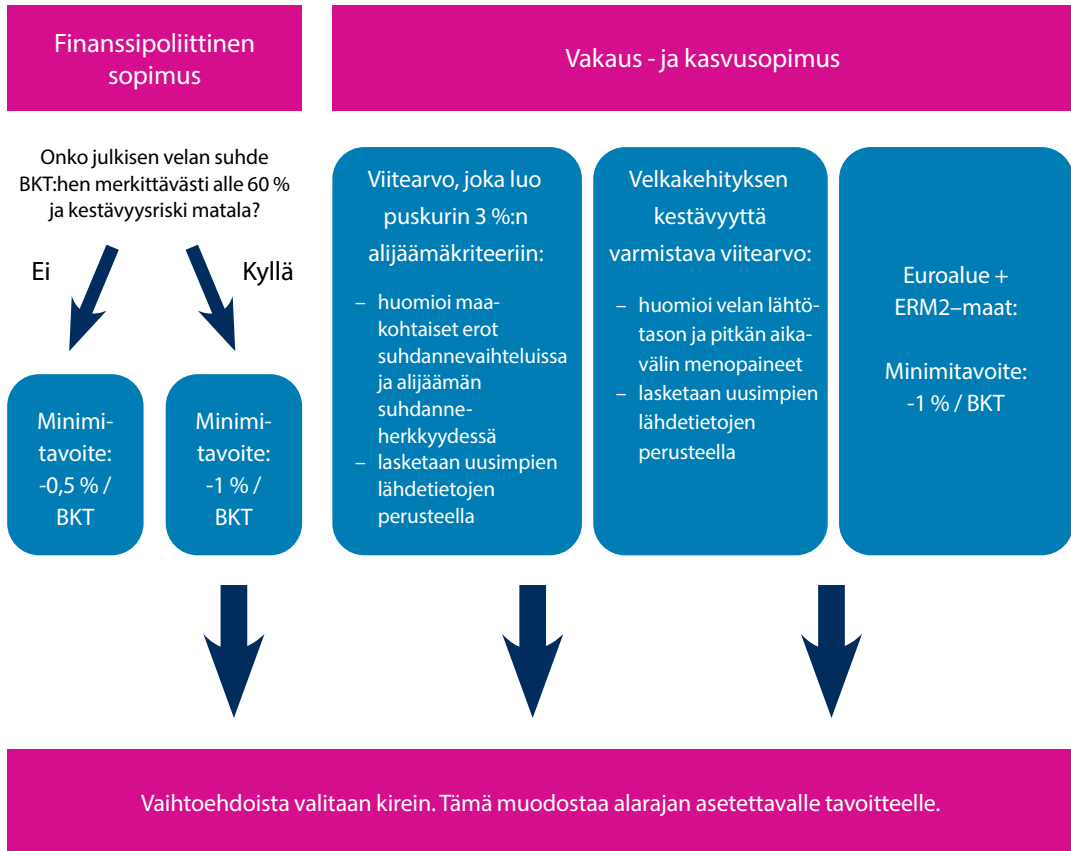 Finanssipoliittinen
sopimus
Vakaus - ja kasvusopimus
Onko julkisen velan suhde
BKT:hen merkittävästi alle 60 %
ja kestävyysriski matala?
Ei
Kyllä
Minimi-
tavoite:
-0,5 % /
BKT
Minimi-
tavoite:
-1 % /
BKT
Viitearvo, joka luo
puskurin 3 %:n
alijäämäkriteeriin:
– huomioi maa-
kohtaiset erot
suhdannevaihteluissa
ja alijäämän
suhdanne-
herkkyydessä
– lasketaan uusimpien
lähdetietojen
perusteella
Velkakehityksen
kestävyyttä
varmistava viitearvo:
– huomioi velan lähtö-
tason ja pitkän aika-
välin menopaineet
– lasketaan uusimpien
lähdetietojen
perusteella
Euroalue +
ERM2–maat:
Minimitavoite:
-1 % / BKT
Vaihtoehdoista valitaan kirein. Tämä muodostaa alarajan asetettavalle tavoitteelle.